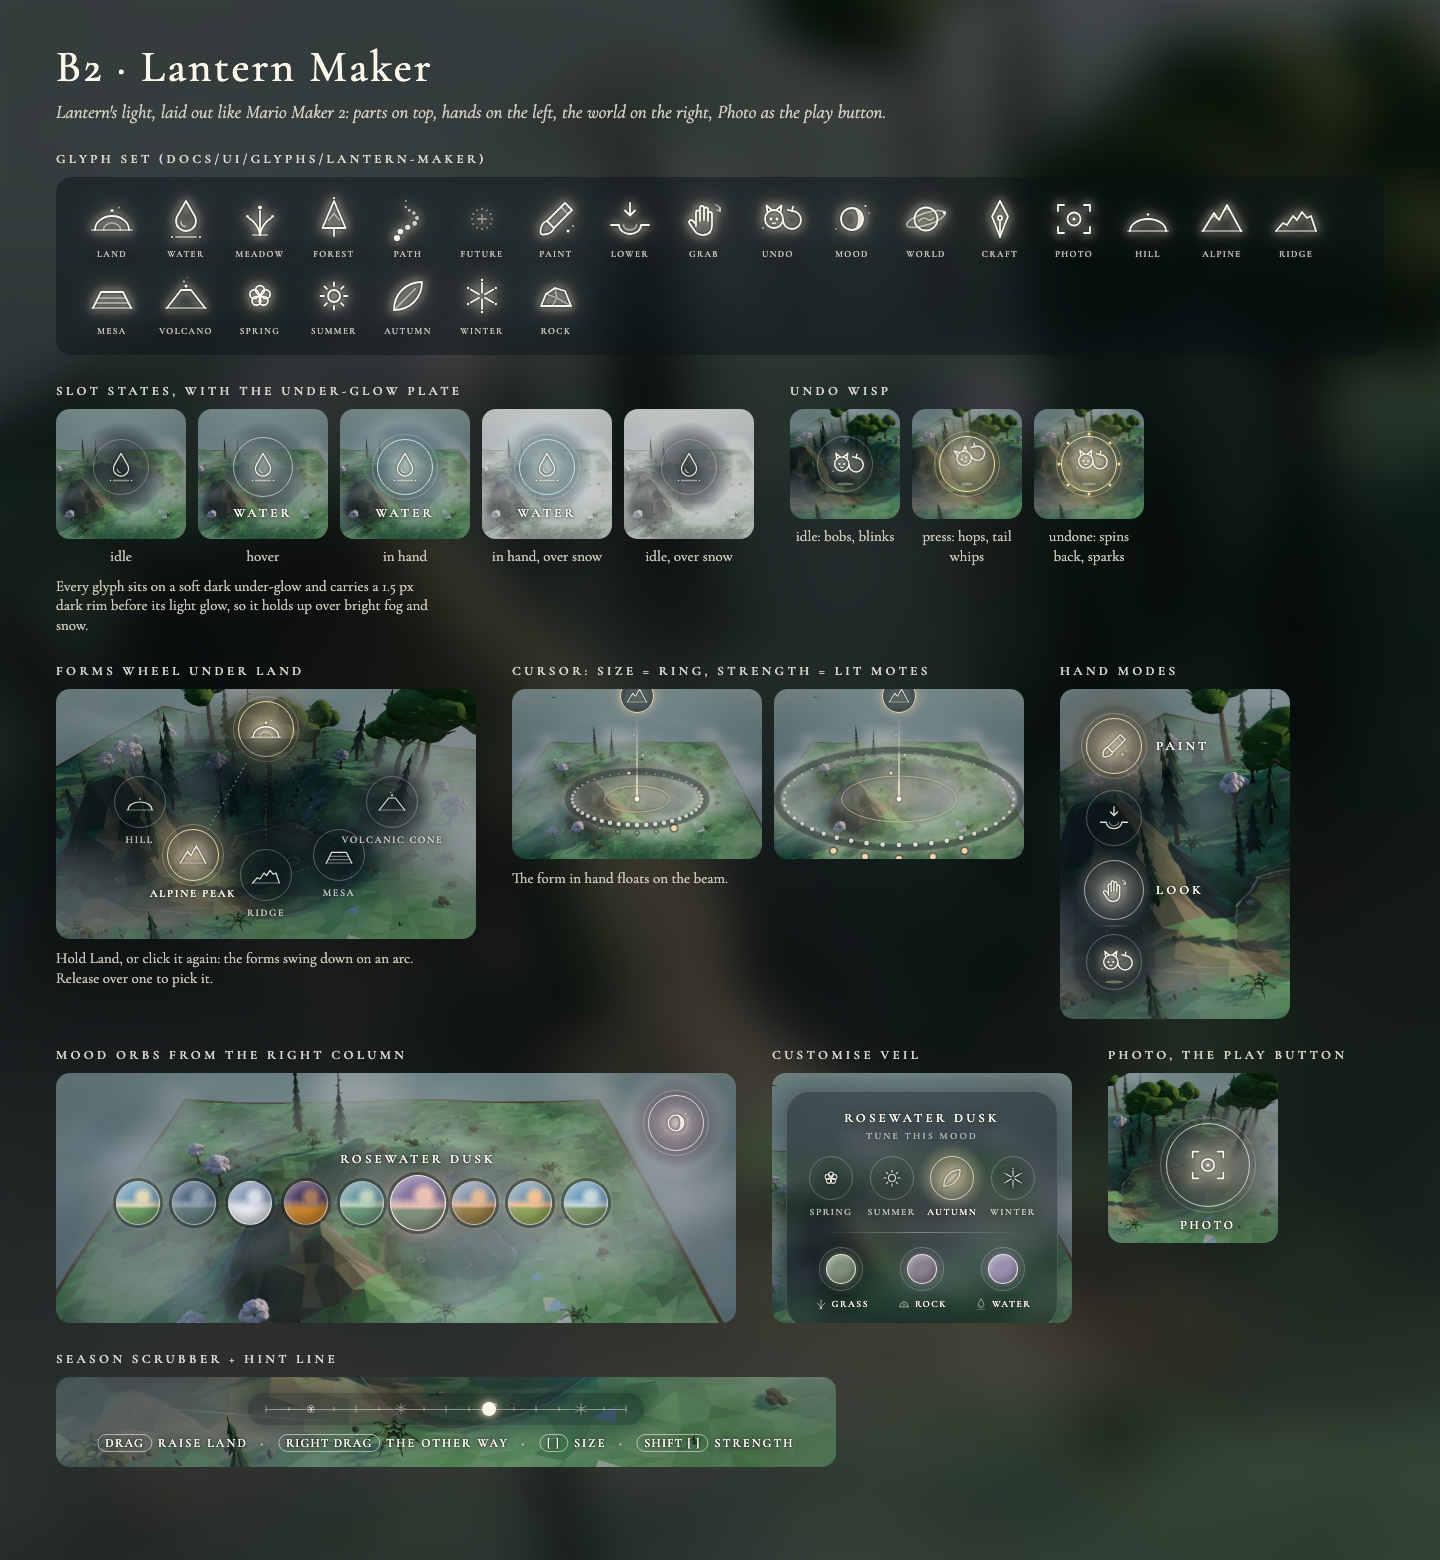 B2 · Lantern Maker
Lantern's light, laid out like Mario Maker 2: parts on top, hands on the left, the world on the right, Photo as the play button.
GLYPH SET (DOCS/UI/GLYPHS/LANTERN-MAKER)
LAND WATER MEADOW FOREST PATH FUTURE PAINT LOWER GRAB UNDO MOOD WORLD CRAFT PHOTO HILL ALPINE RIDGE
MESA VOLCANO SPRING SUMMER AUTUMN WINTER ROCK
SLOT STATES, WITH THE UNDER-GLOW PLATE
WATER WATER WATER
idle hover in hand in hand, over snow idle, over snow
Every glyph sits on a soft dark under-glow and carries a 1.5 px
dark rim before its light glow, so it holds up over bright fog and
snow.
UNDO WISP
idle: bobs, blinks
press: hops, tail
whips
undone: spins
back, sparks
FORMS WHEEL UNDER LAND
HILL
VOLCANIC CONE
ALPINE PEAK
MESA
RIDGE
Hold Land, or click it again: the forms swing down on an arc.
Release over one to pick it.
CURSOR: SIZE = RING, STRENGTH = LIT MOTES
The form in hand floats on the beam.
HAND MODES
PAINT
LOOK
MOOD ORBS FROM THE RIGHT COLUMN
ROSEWATER DUSK
CUSTOMISE VEIL
ROSEWATER DUSK
TUNE THIS MOOD
SPRING SUMMER AUTUMN WINTER
GRASS ROCK WATER
PHOTO, THE PLAY BUTTON
PHOTO
SEASON SCRUBBER + HINT LINE
DRAG RAISE LAND · RIGHT DRAG THE OTHER WAY · [ ] SIZE · SHIFT [ ] STRENGTH